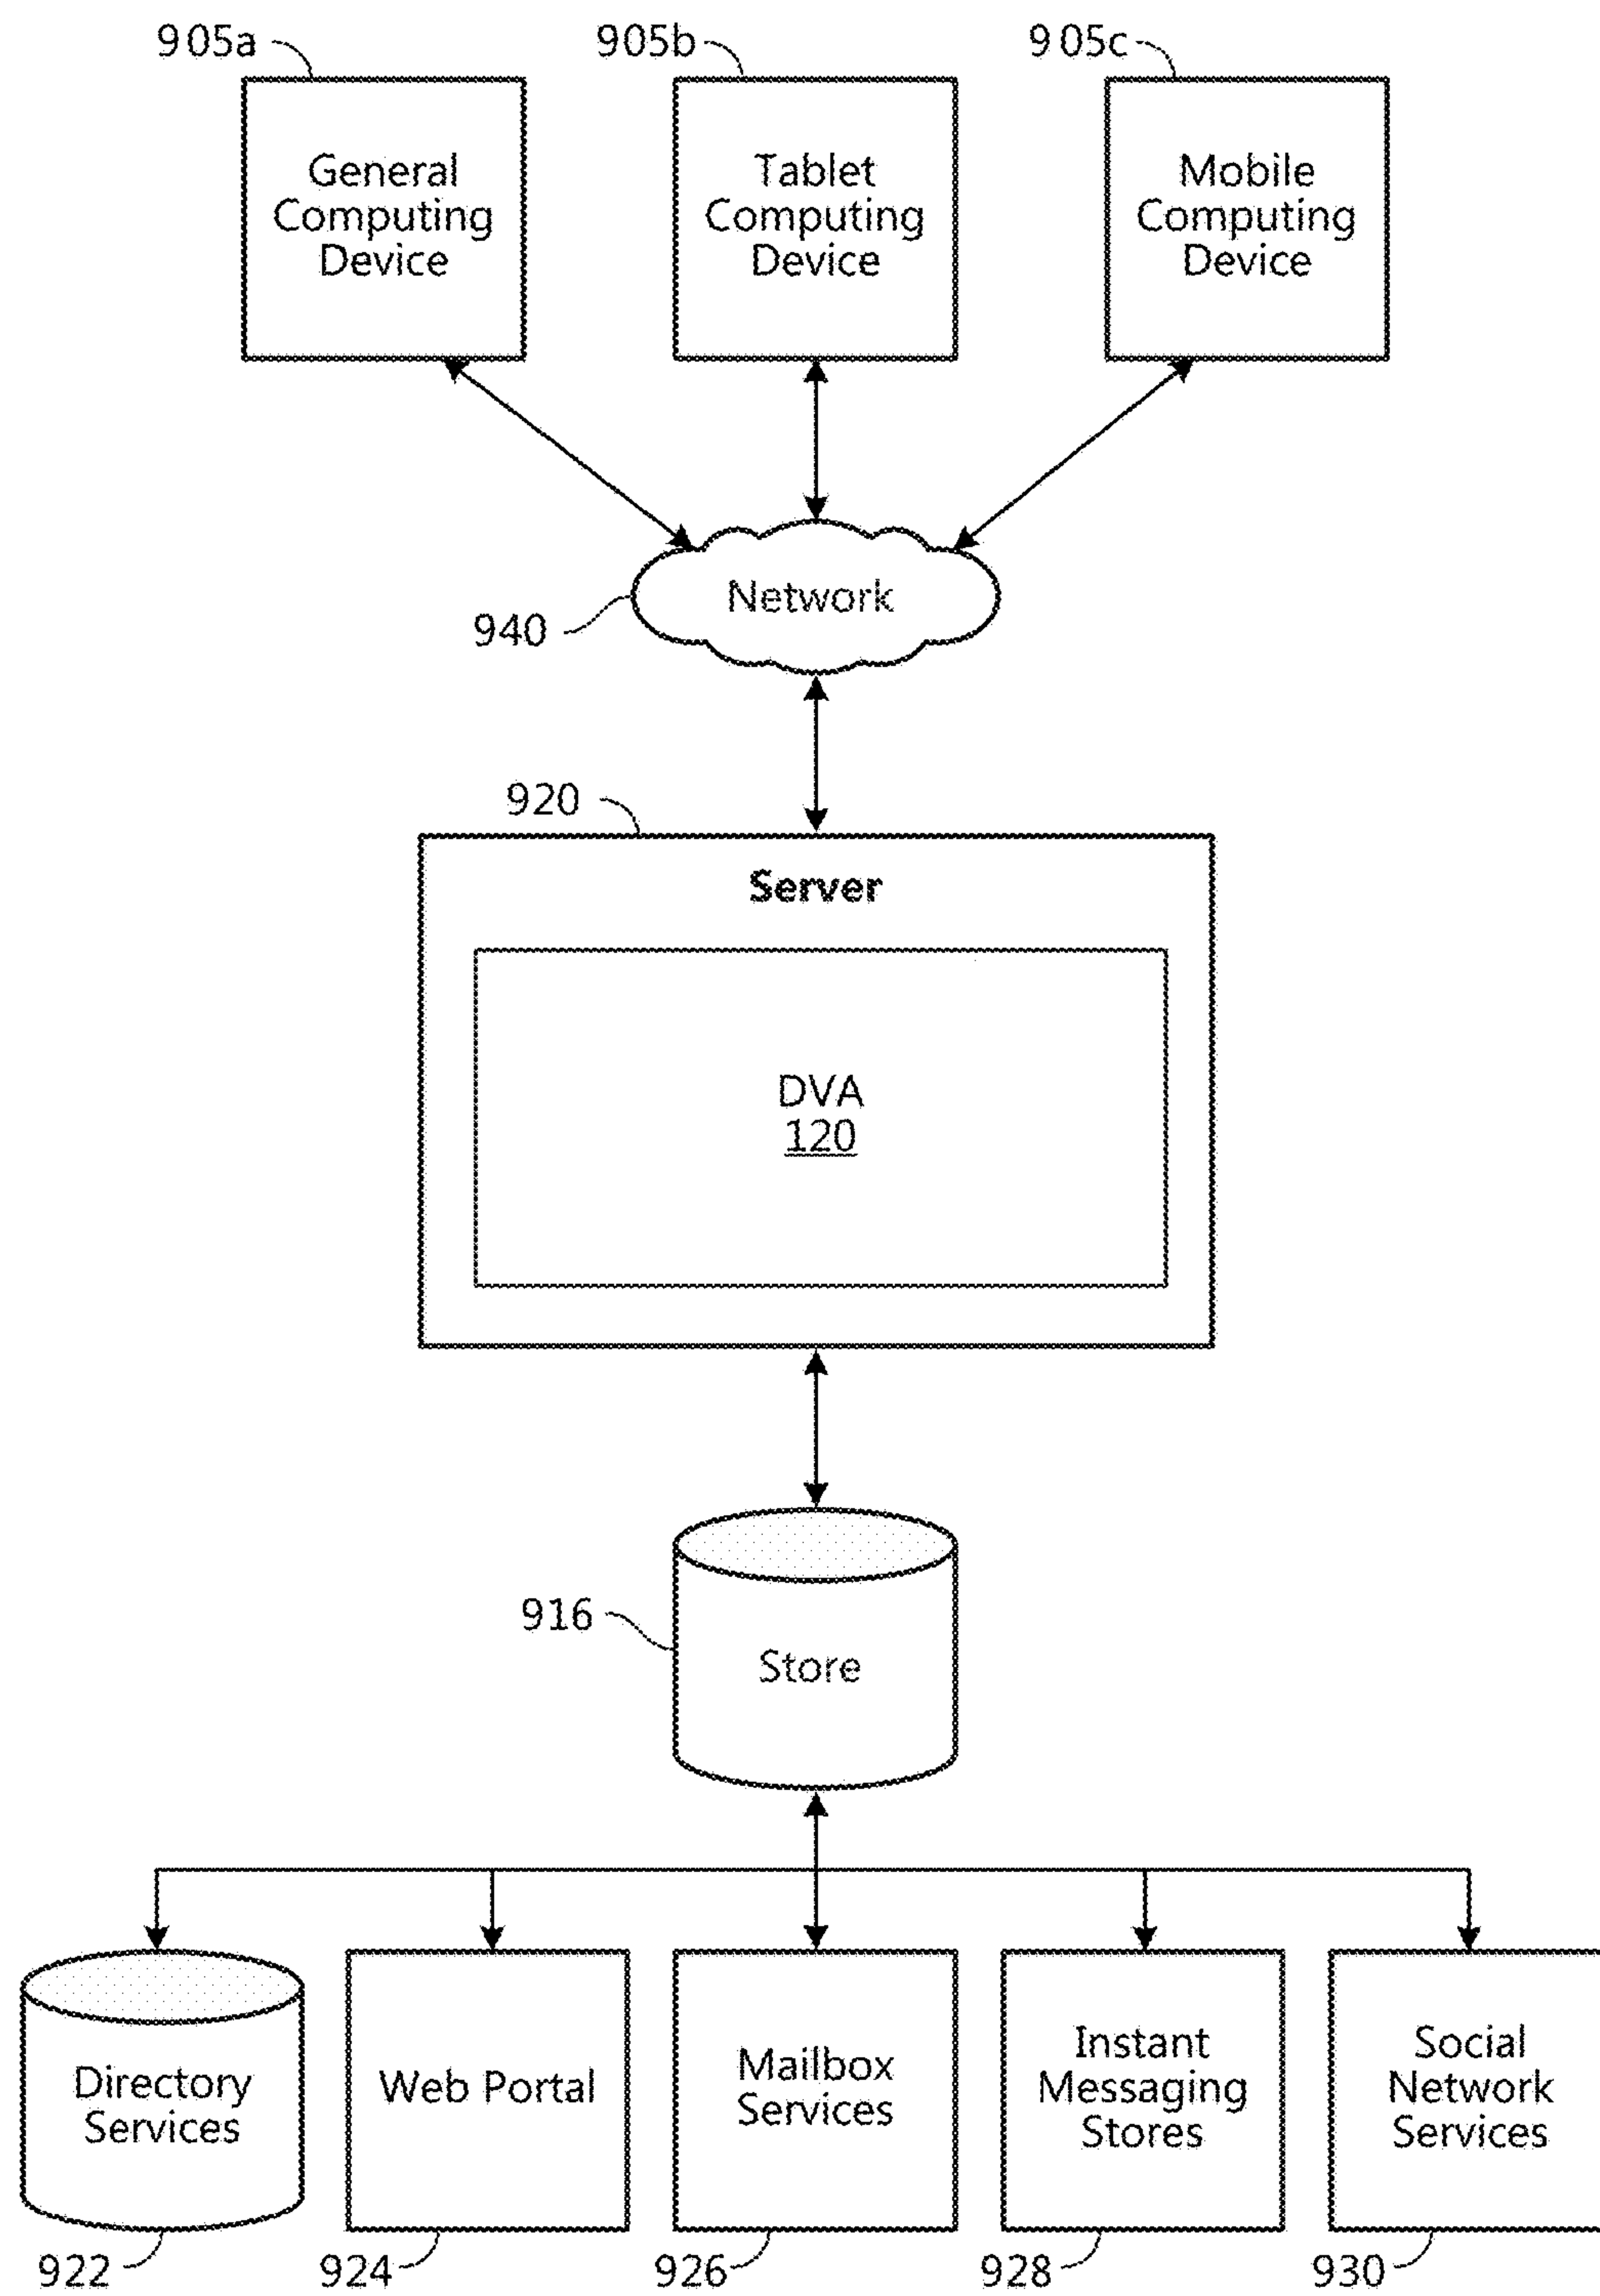 905a
905b
905c
General
Computing
Device
Tablet
Computing
Device
Mobile
Computing
Device
Network
940
920
Server
DVA
120
916
Store
Directory
Services
Web Portal
Mailbox
Services
Instant
Messaging
Stores
Social
Network
Services
922
924
926
928
930